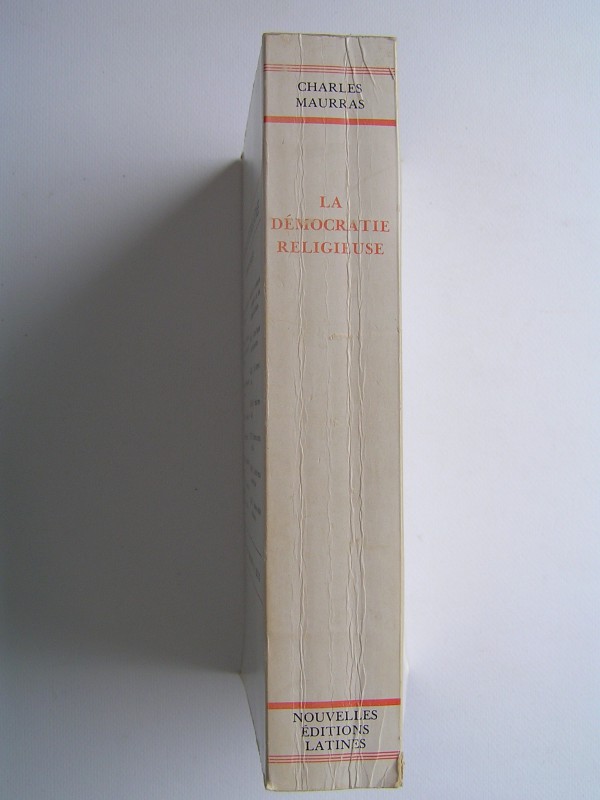 CHARLES
MAURRAS
LA
DÉMOCRATIE
RELIGIEUSE
NOUVELLES
ÉDITIONS
LATINES